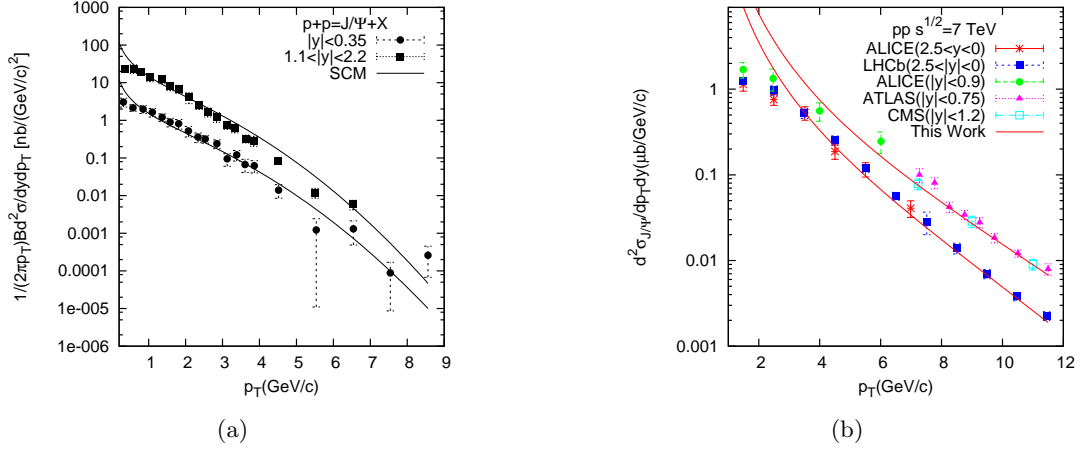 p+p=J/Ψ+X
|y|<0.35
1.1<|y|<2.2
SCM
100
10
1
0.1
0.01
0.001
0.0001
1e-005
1e-006
1 2 3 4 5 6 7 8 9
p_T(GeV/c)
1/(2πp_T)Bd^2σ/dydp_T [nb/(GeV/c)^2)
(a)
pp s^{1/2}=7 TeV
ALICE(2.5<y<0)
LHCb(2.5<|y|<0)
ALICE(|y|<0.9)
ATLAS(|y|<0.75)
CMS(|y|<1.2)
This Work
1
0.1
0.01
0.001
2 4 6 8 10 12
p_T(GeV/c)
d^2σ_{J/Ψ}/dp_Tdy(μb/GeV/c)
(b)